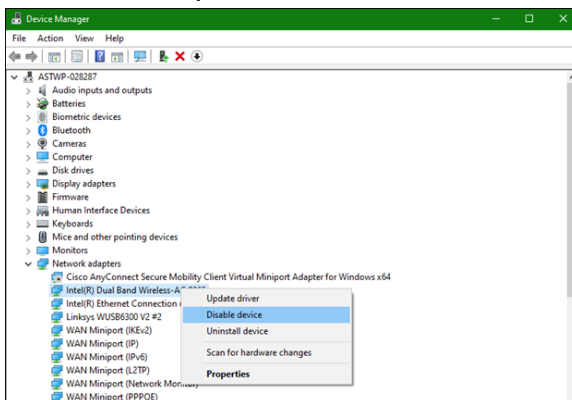 Device Manager
File Action View Help
ASTWP-028287
Audio inputs and outputs
Batteries
Biometric devices
Bluetooth
Cameras
Computer
Disk drives
Display adapters
Firmware
Human Interface Devices
Keyboards
Mice and other pointing devices
Monitors
Network adapters
Cisco AnyConnect Secure Mobility Client Virtual Miniport Adapter for Windows x64
Intel(R) Dual Band Wireless-AC
Intel(R) Ethernet Connection
Linksys WUSB6300 V2 #2
WAN Miniport (IKEv2)
WAN Miniport (IP)
WAN Miniport (IPv6)
WAN Miniport (L2TP)
WAN Miniport (Network Monitor)
WAN Miniport (PPPOE)
Update driver
Disable device
Uninstall device
Scan for hardware changes
Properties